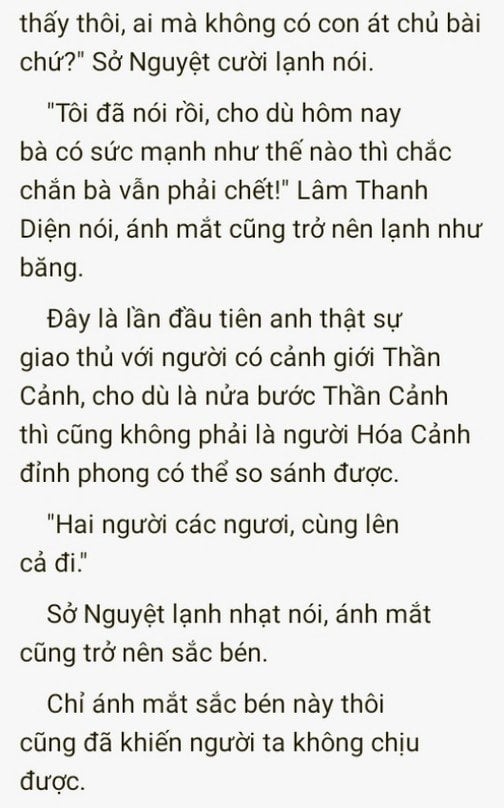 thấy thôi, ai mà không có con át chủ bài
chứ?" Sở Nguyệt cười lạnh nói.
"Tôi đã nói rồi, cho dù hôm nay
bà có sức mạnh như thế nào thì chắc
chắn bà vẫn phải chết!" Lâm Thanh
Diện nói, ánh mắt cũng trở nên lạnh như
băng.
Đây là lần đầu tiên anh thật sự
giao thủ với người có cảnh giới Thần
Cảnh, cho dù là nửa bước Thần Cảnh
thì cũng không phải là người Hóa Cảnh
đỉnh phong có thể so sánh được.
"Hai người các ngươi, cùng lên
cả đi."
Sở Nguyệt lạnh nhạt nói, ánh mắt
cũng trở nên sắc bén.
Chỉ ánh mắt sắc bén này thôi
cũng đã khiến người ta không chịu
được.